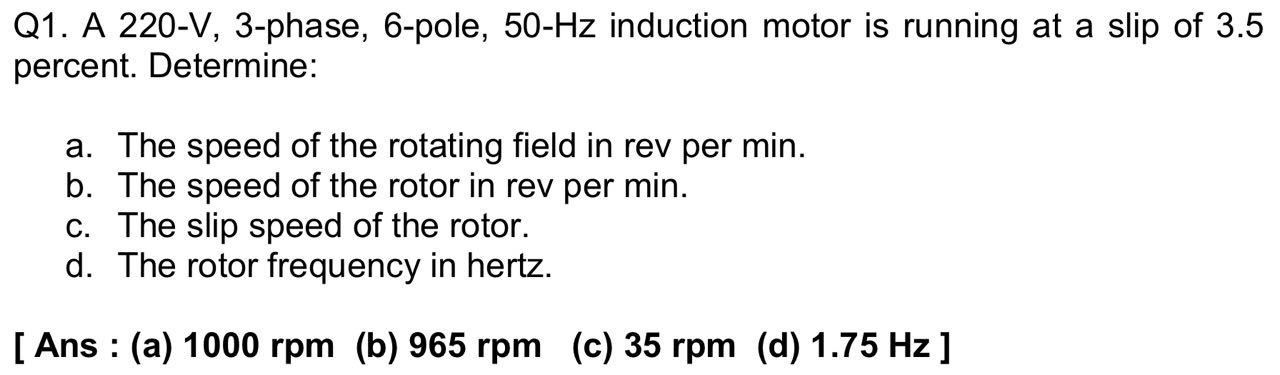 Q1. A 220-V, 3-phase, 6-pole, 50-Hz induction motor is running at a slip of 3.5
percent. Determine:
a. The speed of the rotating field in rev per min.
b. The speed of the rotor in rev per min.
c. The slip speed of the rotor.
d. The rotor frequency in hertz.
[ Ans : (a) 1000 rpm (b) 965 rpm (c) 35 rpm (d) 1.75 Hz ]